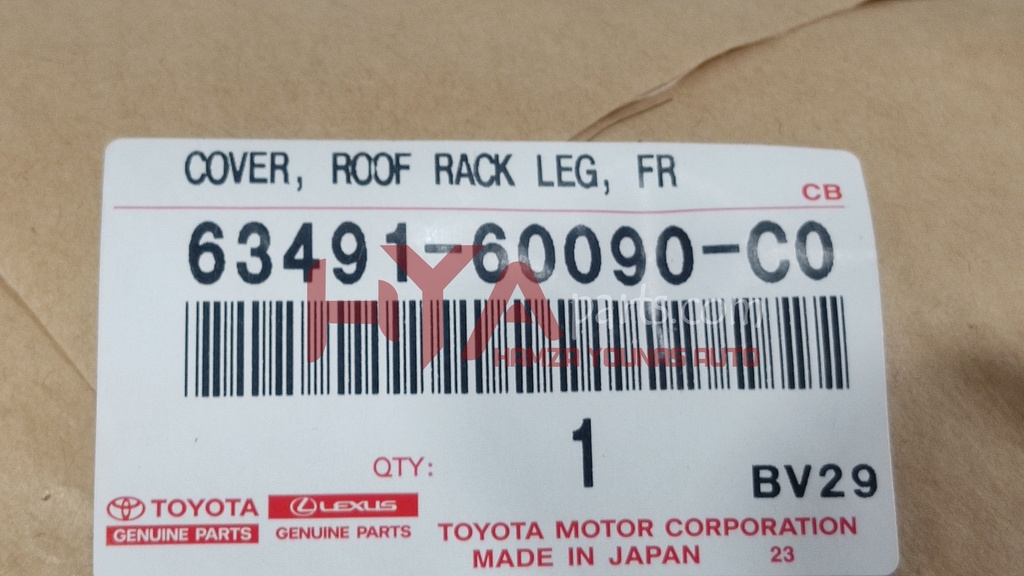 COVER, ROOF RACK LEG, FR
CB
63491-60090-C0
HYA parts.com
HAMZA YOUNAS AUTO
QTY: 1
BV29
TOYOTA LEXUS
GENUINE PARTS GENUINE PARTS
TOYOTA MOTOR CORPORATION
MADE IN JAPAN 23